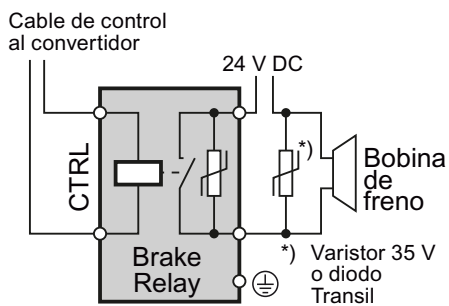 Cable de control
al convertidor
24 V DC
CTRL
*)
Bobina
de
freno
Brake
Relay
*) Varistor 35 V
o diodo
Transil